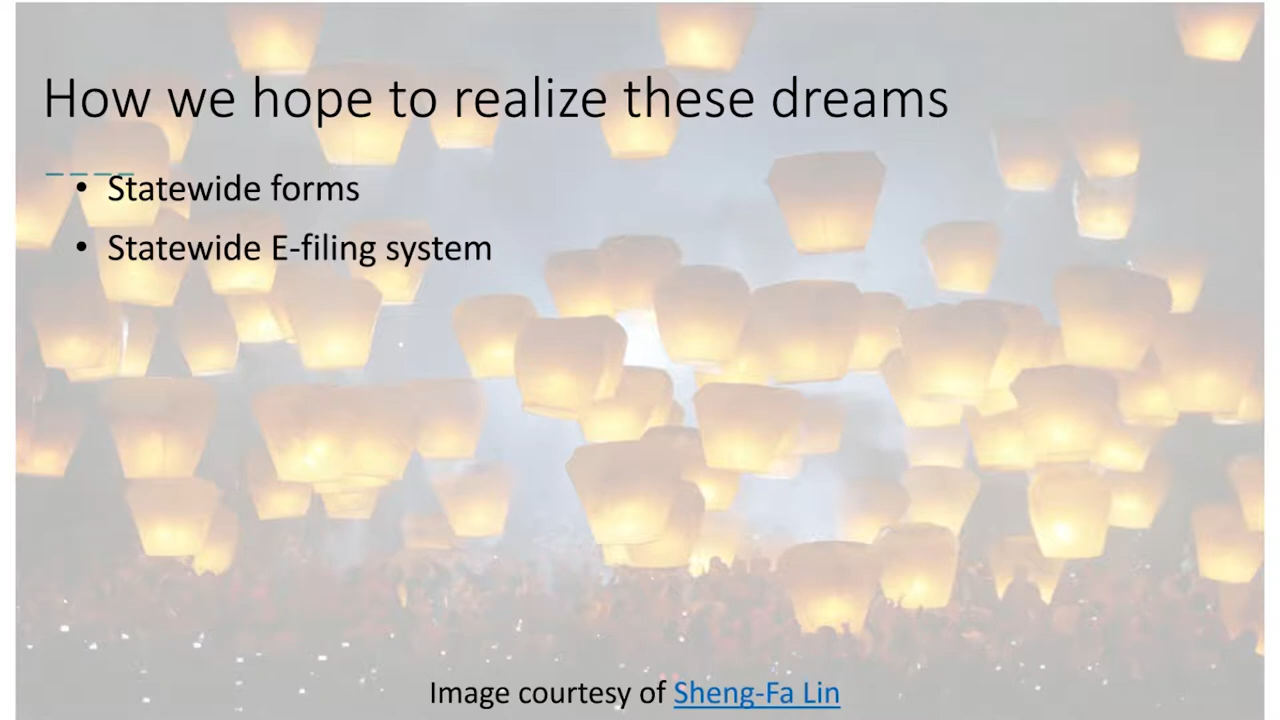 How we hope to realize these dreams
• Statewide forms
• Statewide E-filing system
Image courtesy of Sheng-Fa Lin